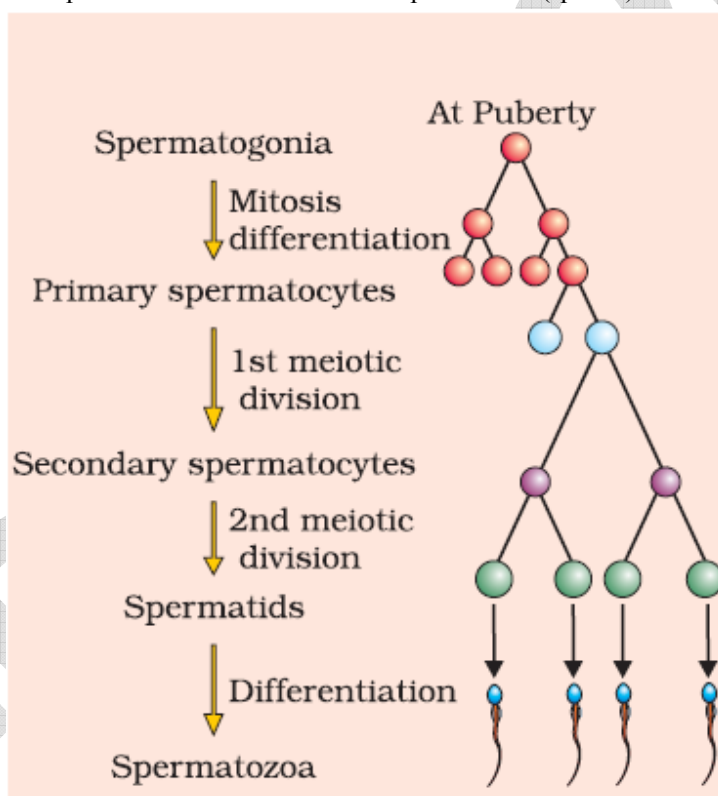 At Puberty
Spermatogonia
Mitosis
differentiation
Primary spermatocytes
1st meiotic
division
Secondary spermatocytes
2nd meiotic
division
Spermatids
Differentiation
Spermatozoa